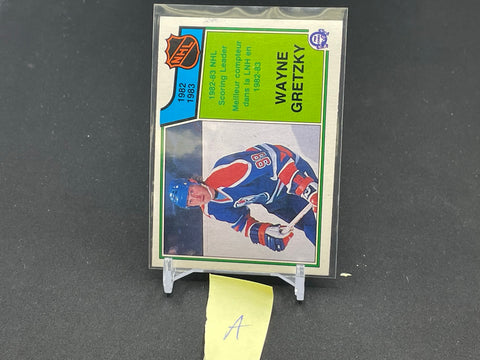 NHL
1982
1983
1982-83 NHL
Scoring Leader
Meilleur compteur
dans la LNH en
1982-83
WAYNE
GRETZKY
99
A